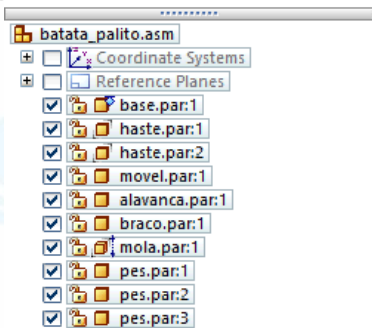 batata_palito.asm
Coordinate Systems
Reference Planes
base.par:1
haste.par:1
haste.par:2
movel.par:1
alavanca.par:1
braco.par:1
mola.par:1
pes.par:1
pes.par:2
pes.par:3